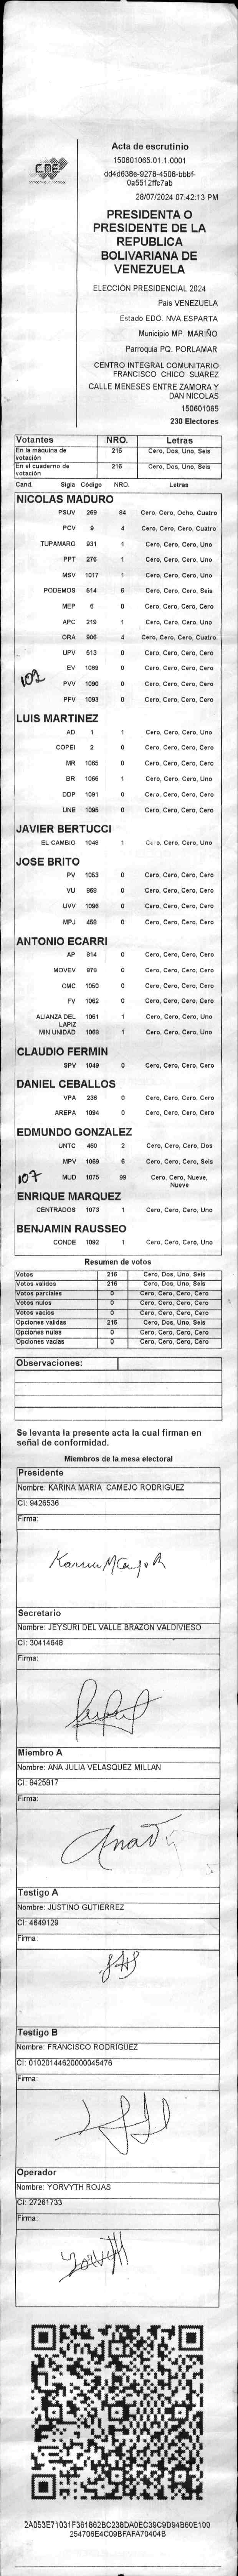 CNE
Acta de escrutinio
150601065.01.1.0001
dd4d638e-9278-4508-bbbf-
0a5512ffc7ab
28/07/2024 07:42:13 PM
PRESIDENTA O
PRESIDENTE DE LA
REPUBLICA
BOLIVARIANA DE
VENEZUELA
ELECCIÓN PRESIDENCIAL 2024
País VENEZUELA
Estado EDO. NVA.ESPARTA
Municipio MP. MARIÑO
Parroquia PQ. PORLAMAR
CENTRO INTEGRAL COMUNITARIO
FRANCISCO CHICO SUAREZ
CALLE MENESES ENTRE ZAMORA Y
DAN NICOLAS
150601065
230 Electores
Votantes NRO. Letras
En la máquina de votación 216 Cero, Dos, Uno, Seis
En el cuaderno de votación 216 Cero, Dos, Uno, Seis
Cand. Sigla Código NRO. Letras
NICOLAS MADURO
PSUV 269 84 Cero, Cero, Ocho, Cuatro
PCV 9 4 Cero, Cero, Cero, Cuatro
TUPAMARO 931 1 Cero, Cero, Cero, Uno
PPT 276 1 Cero, Cero, Cero, Uno
MSV 1017 1 Cero, Cero, Cero, Uno
PODEMOS 514 6 Cero, Cero, Cero, Seis
MEP 6 0 Cero, Cero, Cero, Cero
APC 219 1 Cero, Cero, Cero, Uno
ORA 906 4 Cero, Cero, Cero, Cuatro
UPV 513 0 Cero, Cero, Cero, Cero
EV 1089 0 Cero, Cero, Cero, Cero
102 PVV 1090 0 Cero, Cero, Cero, Cero
PFV 1093 0 Cero, Cero, Cero, Cero
LUIS MARTINEZ
AD 1 1 Cero, Cero, Cero, Uno
COPEI 2 0 Cero, Cero, Cero, Cero
MR 1065 0 Cero, Cero, Cero, Cero
BR 1066 1 Cero, Cero, Cero, Uno
DDP 1091 0 Cero, Cero, Cero, Cero
UNE 1095 0 Cero, Cero, Cero, Cero
JAVIER BERTUCCI
EL CAMBIO 1048 1 Cero, Cero, Cero, Uno
JOSE BRITO
PV 1053 0 Cero, Cero, Cero, Cero
VU 868 0 Cero, Cero, Cero, Cero
UVV 1096 0 Cero, Cero, Cero, Cero
MPJ 458 0 Cero, Cero, Cero, Cero
ANTONIO ECARRI
AP 814 0 Cero, Cero, Cero, Cero
MOVEV 878 0 Cero, Cero, Cero, Cero
CMC 1050 0 Cero, Cero, Cero, Cero
FV 1062 0 Cero, Cero, Cero, Cero
ALIANZA DEL LAPIZ 1051 1 Cero, Cero, Cero, Uno
MIN UNIDAD 1068 1 Cero, Cero, Cero, Uno
CLAUDIO FERMIN
SPV 1049 0 Cero, Cero, Cero, Cero
DANIEL CEBALLOS
VPA 236 0 Cero, Cero, Cero, Cero
AREPA 1094 0 Cero, Cero, Cero, Cero
EDMUNDO GONZALEZ
UNTC 460 2 Cero, Cero, Cero, Dos
MPV 1069 6 Cero, Cero, Cero, Seis
107 MUD 1075 99 Cero, Cero, Nueve, Nueve
ENRIQUE MARQUEZ
CENTRADOS 1073 1 Cero, Cero, Cero, Uno
BENJAMIN RAUSSEO
CONDE 1092 1 Cero, Cero, Cero, Uno
Resumen de votos
Votos 216 Cero, Dos, Uno, Seis
Votos validos 216 Cero, Dos, Uno, Seis
Votos parciales 0 Cero, Cero, Cero, Cero
Votos nulos 0 Cero, Cero, Cero, Cero
Votos vacios 0 Cero, Cero, Cero, Cero
Opciones validas 216 Cero, Dos, Uno, Seis
Opciones nulas 0 Cero, Cero, Cero, Cero
Opciones vacias 0 Cero, Cero, Cero, Cero
Observaciones:
Se levanta la presente acta la cual firman en
señal de conformidad.
Miembros de la mesa electoral
Presidente
Nombre: KARINA MARIA CAMEJO RODRIGUEZ
CI: 9426536
Firma:
Secretario
Nombre: JEYSURI DEL VALLE BRAZON VALDIVIESO
CI: 30414648
Firma:
Miembro A
Nombre: ANA JULIA VELASQUEZ MILLAN
CI: 9425917
Firma:
Testigo A
Nombre: JUSTINO GUTIERREZ
CI: 4649129
Firma:
Testigo B
Nombre: FRANCISCO RODRIGUEZ
CI: 01020144620000045476
Firma:
Operador
Nombre: YORVYTH ROJAS
CI: 27261733
Firma:
2A053E71031F361862BC238DA0EC39C9D94B60E100
254706E4C09BFAFA70404B